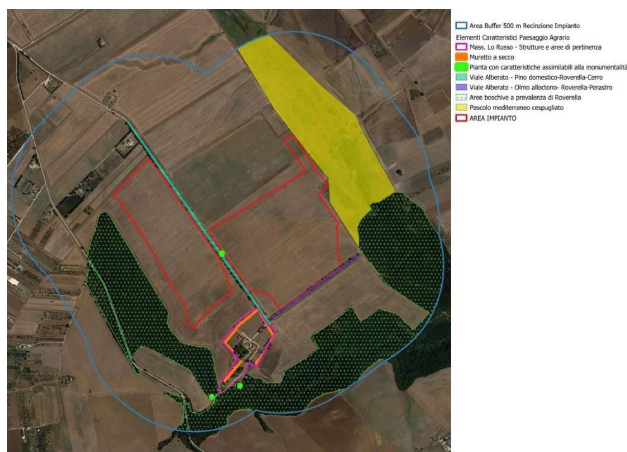 Area Buffer 500 m Recinzione Impianto
Elementi Caratteristici Paesaggio Agrario
Mass. Lo Russo - Strutture e aree di pertinenza
Muretto a secco
Pianta con caratteristiche assimilabili alla monumentalità
Viale Alberato - Pino domestico-Roverella-Cerro
Viale Alberato - Olmo alloctono- Roverella-Perastro
Aree boschive a prevalenza di Roverella
Pascolo mediterraneo cespugliato
AREA IMPIANTO